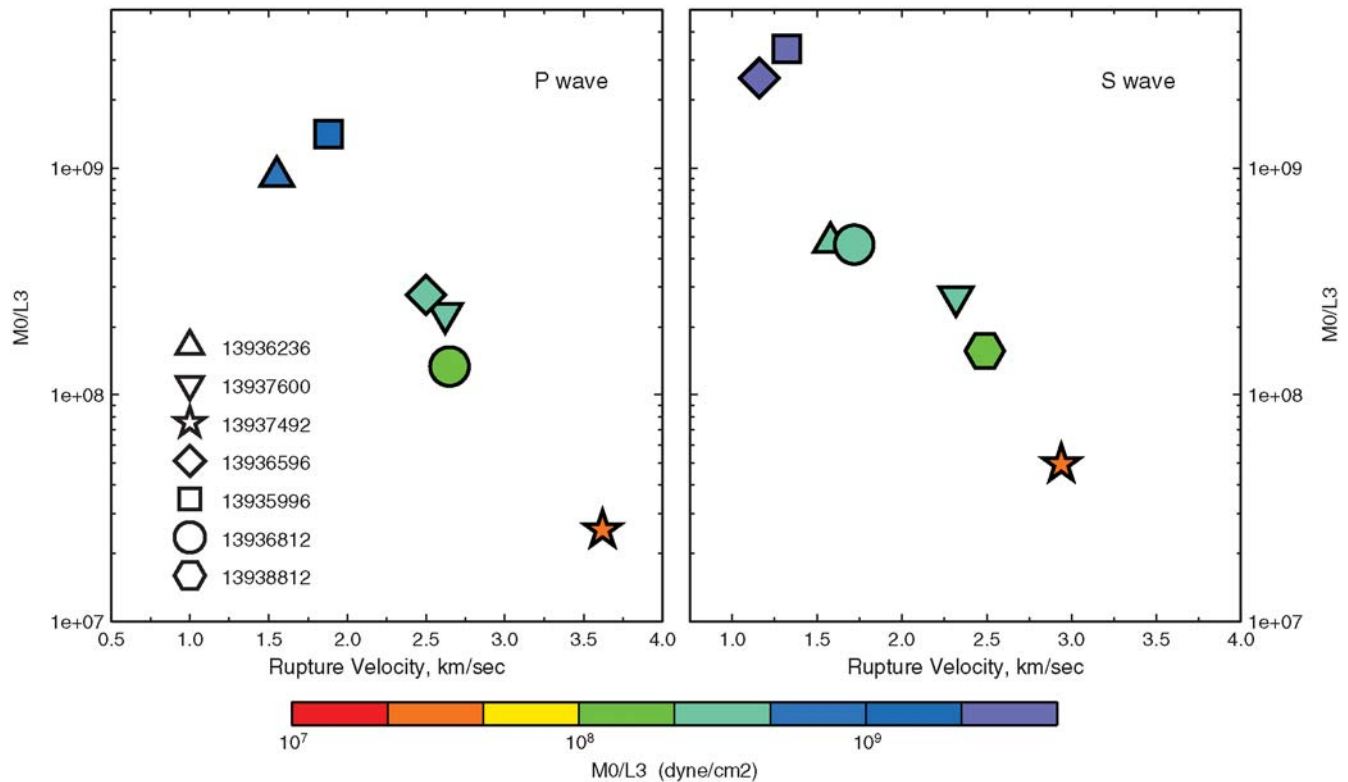 P wave
S wave
1e+09
1e+08
1e+07
M0/L3
13936236
13937600
13937492
13936596
13935996
13936812
13938812
0.5 1.0 1.5 2.0 2.5 3.0 3.5 4.0
Rupture Velocity, km/sec
1e+09
1e+08
1e+07
M0/L3
1.0 1.5 2.0 2.5 3.0 3.5 4.0
Rupture Velocity, km/sec
10⁷ 10⁸ 10⁹
M0/L3 (dyne/cm2)